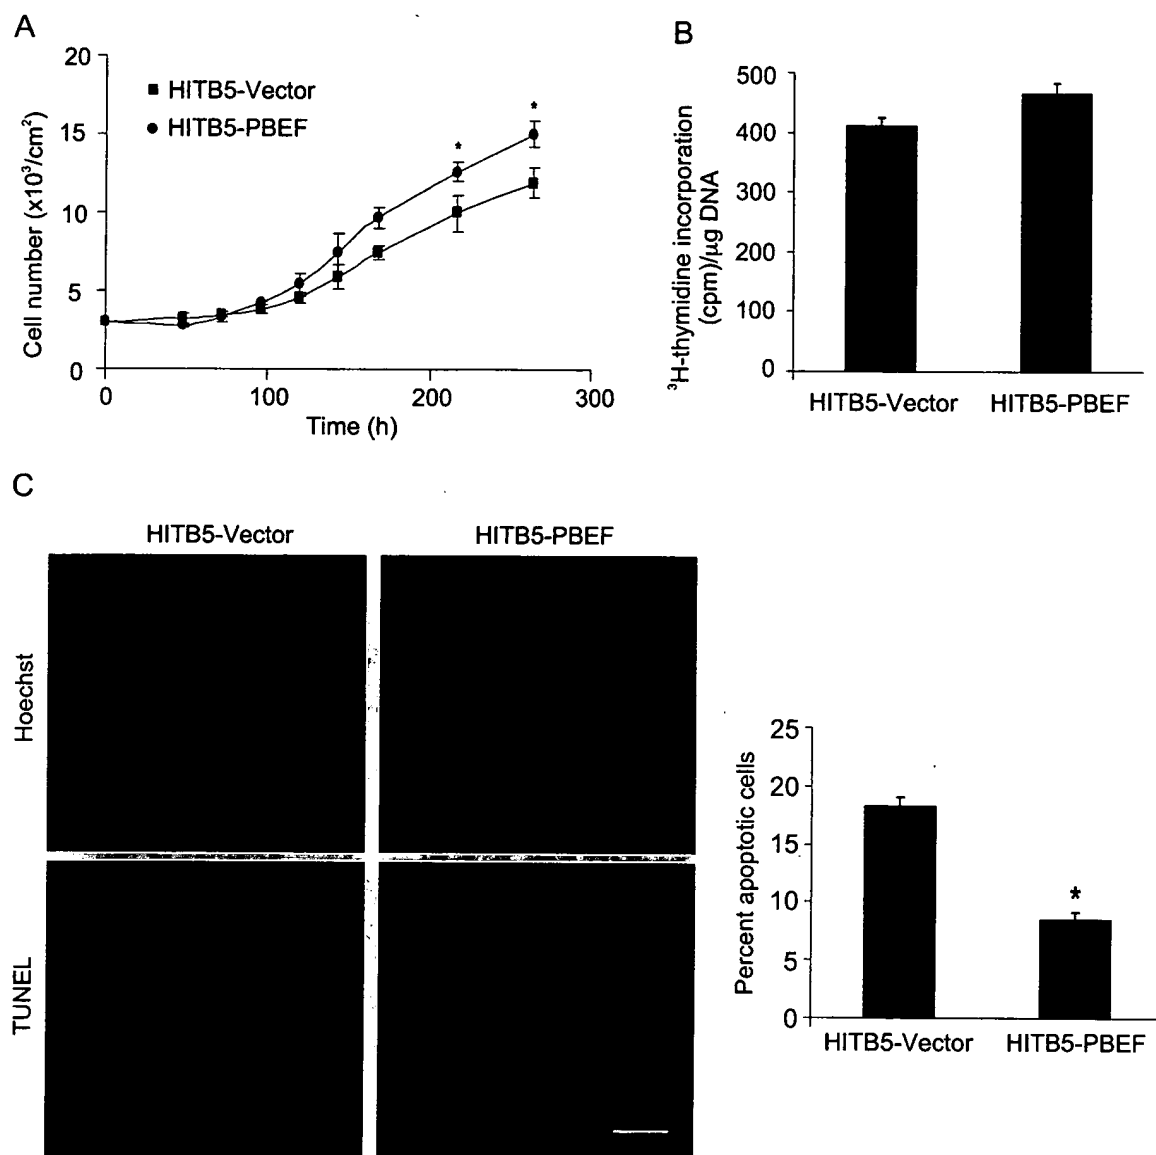 A
20
15
10
5
0
Cell number (x10³/cm²)
HITB5-Vector
HITB5-PBEF
*
*
0
100
200
300
Time (h)
B
500
400
300
200
100
0
³H-thymidine incorporation
(cpm)/µg DNA
HITB5-Vector
HITB5-PBEF
C
HITB5-Vector
HITB5-PBEF
Hoechst
TUNEL
25
20
15
10
5
0
Percent apoptotic cells
*
HITB5-Vector
HITB5-PBEF